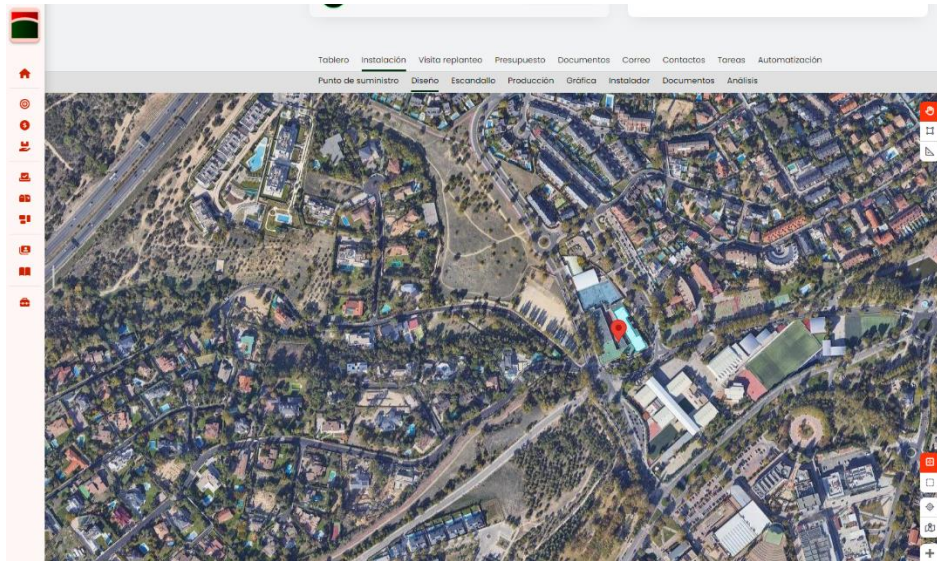 Tablero Instalación Visita replanteo Presupuesto Documentos Correo Contactos Tareas Automatización
Punto de suministro Diseño Escandallo Producción Gráfica Instalador Documentos Análisis